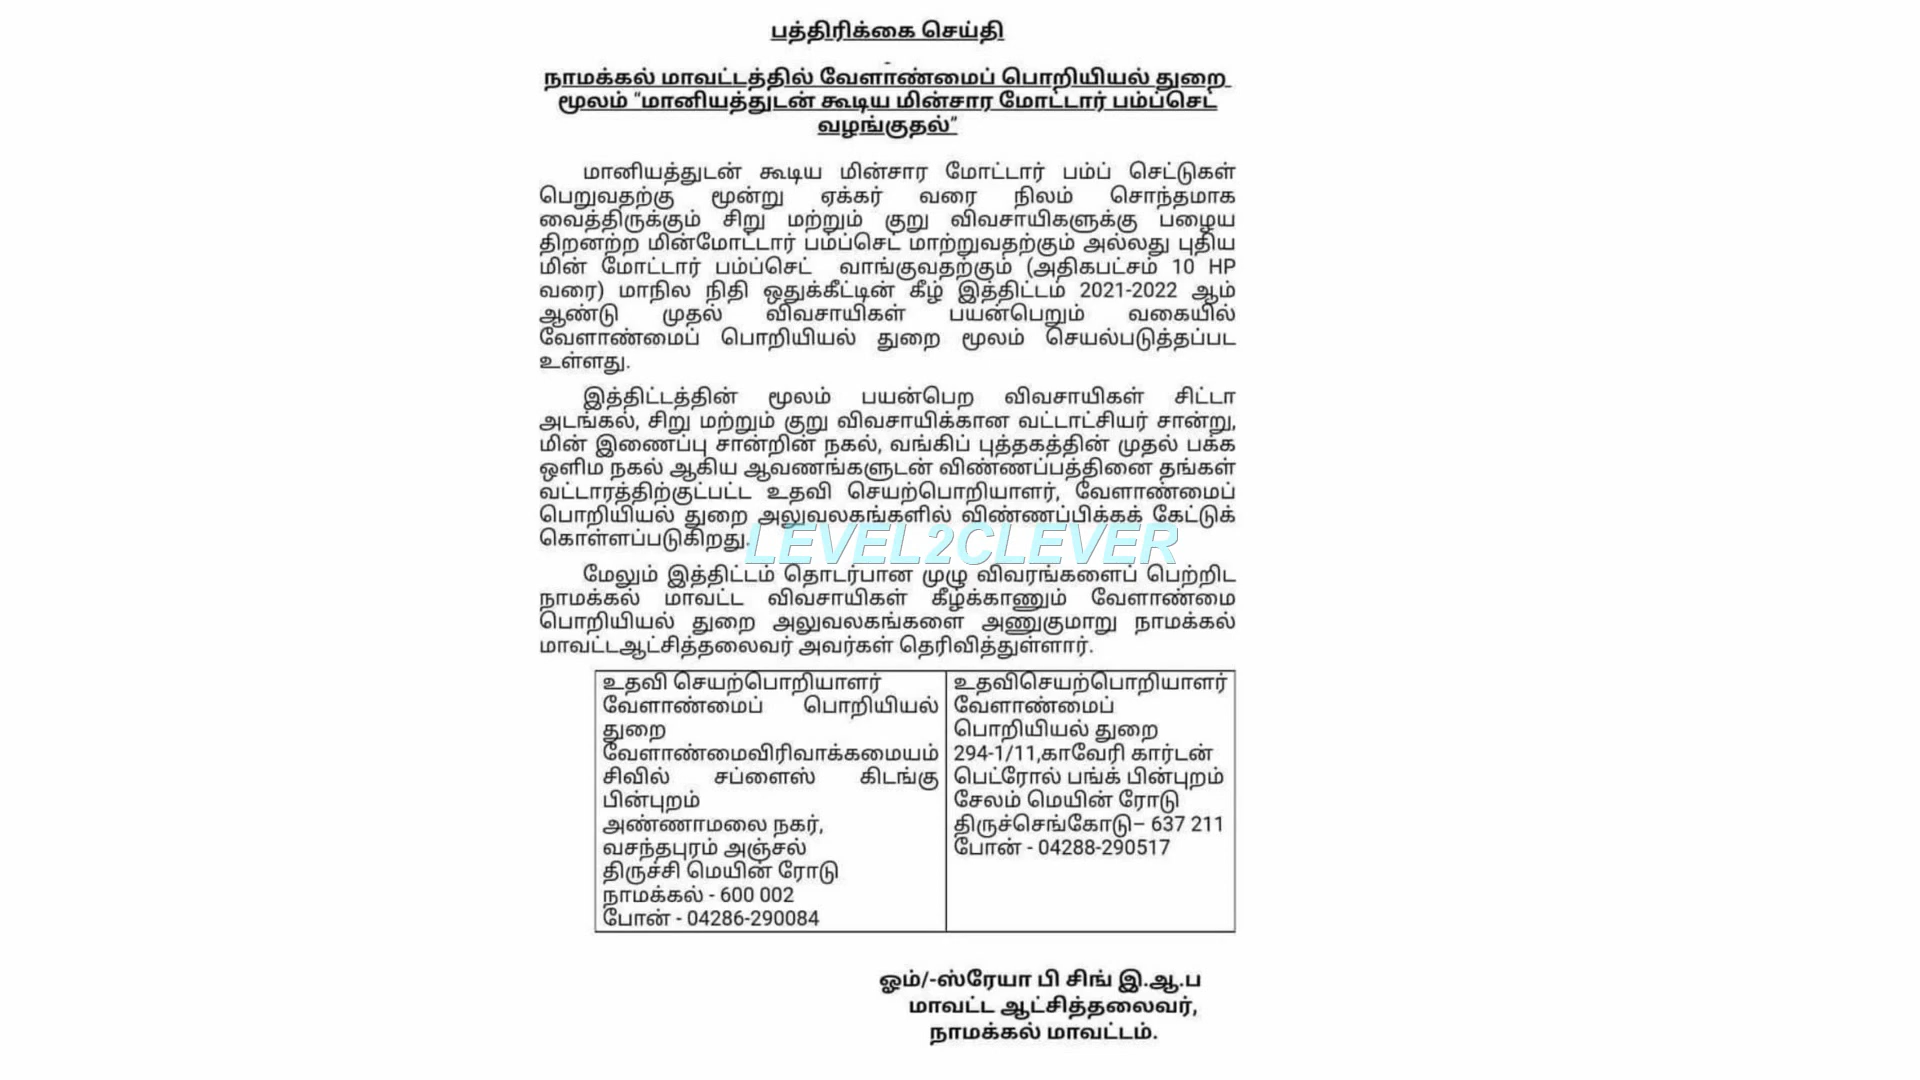 பத்திரிக்கை செய்தி
-
நாமக்கல் மாவட்டத்தில் வேளாண்மைப் பொறியியல் துறை
மூலம் “மானியத்துடன் கூடிய மின்சார மோட்டார் பம்ப்செட்
வழங்குதல்”
மானியத்துடன் கூடிய மின்சார மோட்டார் பம்ப் செட்டுகள்
பெறுவதற்கு மூன்று ஏக்கர் வரை நிலம் சொந்தமாக
வைத்திருக்கும் சிறு மற்றும் குறு விவசாயிகளுக்கு பழைய
திறனற்ற மின்மோட்டார் பம்ப்செட் மாற்றுவதற்கும் அல்லது புதிய
மின் மோட்டார் பம்ப்செட் வாங்குவதற்கும் (அதிகபட்சம் 10 HP
வரை) மாநில நிதி ஒதுக்கீட்டின் கீழ் இத்திட்டம் 2021-2022 ஆம்
ஆண்டு முதல் விவசாயிகள் பயன்பெறும் வகையில்
வேளாண்மைப் பொறியியல் துறை மூலம் செயல்படுத்தப்பட
உள்ளது.
இத்திட்டத்தின் மூலம் பயன்பெற விவசாயிகள் சிட்டா
அடங்கல், சிறு மற்றும் குறு விவசாயிக்கான வட்டாட்சியர் சான்று,
மின் இணைப்பு சான்றின் நகல், வங்கிப் புத்தகத்தின் முதல் பக்க
ஒளிம நகல் ஆகிய ஆவணங்களுடன் விண்ணப்பத்தினை தங்கள்
வட்டாரத்திற்குட்பட்ட உதவி செயற்பொறியாளர், வேளாண்மைப்
பொறியியல் துறை அலுவலகங்களில் விண்ணப்பிக்கக் கேட்டுக்
கொள்ளப்படுகிறது.
LEVEL2CLEVER
மேலும் இத்திட்டம் தொடர்பான முழு விவரங்களைப் பெற்றிட
நாமக்கல் மாவட்ட விவசாயிகள் கீழ்க்காணும் வேளாண்மை
பொறியியல் துறை அலுவலகங்களை அணுகுமாறு நாமக்கல்
மாவட்டஆட்சித்தலைவர் அவர்கள் தெரிவித்துள்ளார்.
உதவி செயற்பொறியாளர்
வேளாண்மைப் பொறியியல்
துறை
வேளாண்மைவிரிவாக்கமையம்
சிவில் சப்ளைஸ் கிடங்கு
பின்புறம்
அண்ணாமலை நகர்,
வசந்தபுரம் அஞ்சல்
திருச்சி மெயின் ரோடு
நாமக்கல் - 600 002
போன் - 04286-290084
உதவிசெயற்பொறியாளர்
வேளாண்மைப்
பொறியியல் துறை
294-1/11,காவேரி கார்டன்
பெட்ரோல் பங்க் பின்புறம்
சேலம் மெயின் ரோடு
திருச்செங்கோடு– 637 211
போன் - 04288-290517
ஓம்/-ஸ்ரேயா பி சிங் இ.ஆ.ப
மாவட்ட ஆட்சித்தலைவர்,
நாமக்கல் மாவட்டம்.